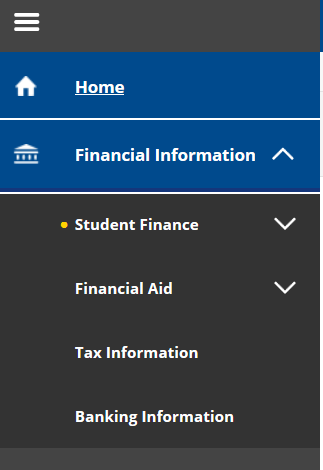 Home
Financial Information
Student Finance
Financial Aid
Tax Information
Banking Information